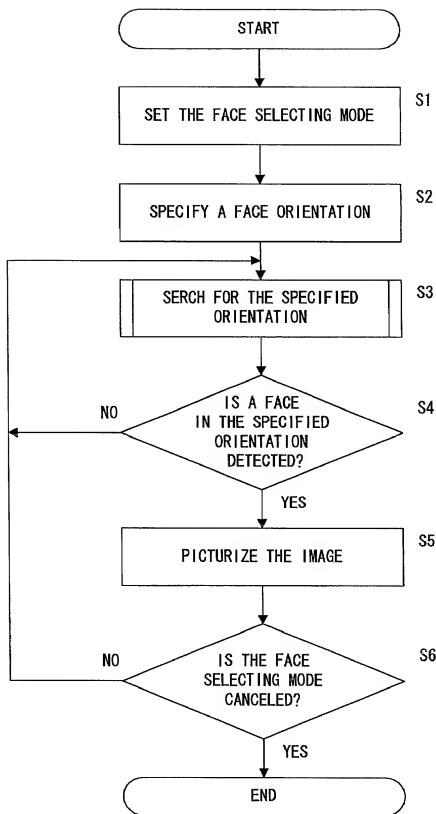 START
S1
SET THE FACE SELECTING MODE
S2
SPECIFY A FACE ORIENTATION
S3
SERCH FOR THE SPECIFIED
ORIENTATION
S4
IS A FACE
IN THE SPECIFIED
ORIENTATION
DETECTED?
NO
YES
S5
PICTURIZE THE IMAGE
S6
IS THE FACE
SELECTING MODE
CANCELED?
NO
YES
END